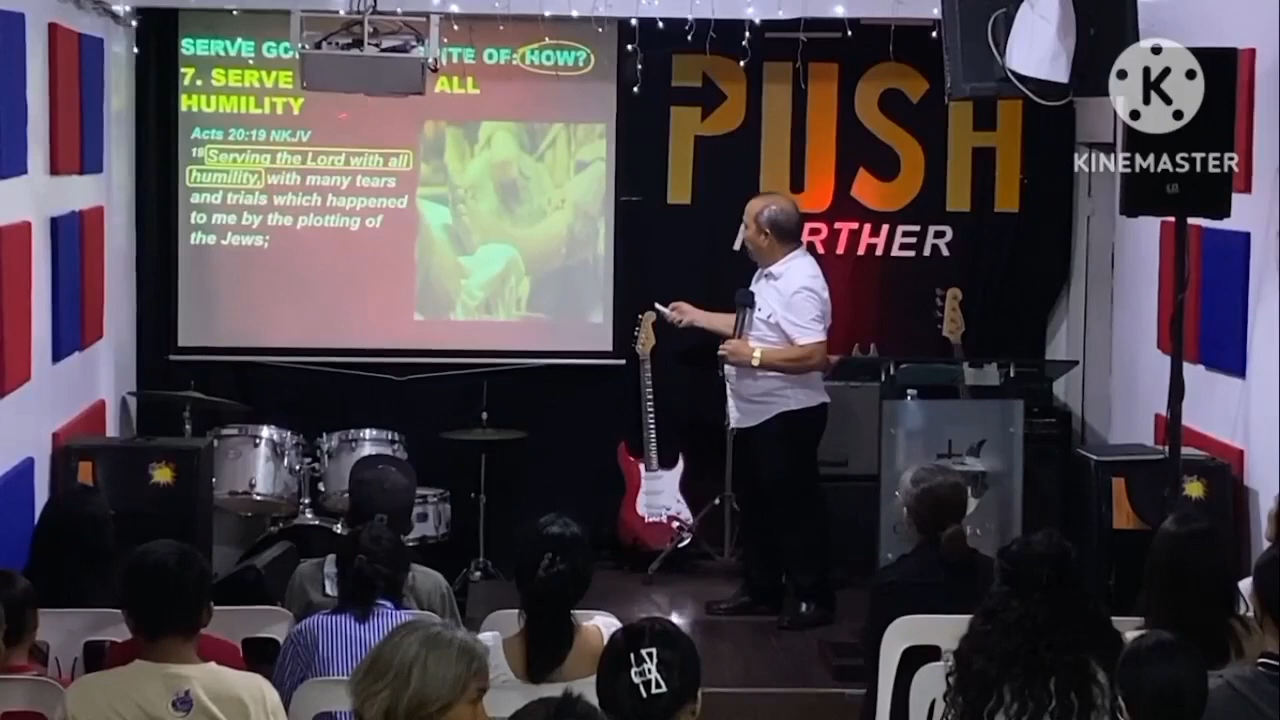 SERVE GO ITE OF: HOW?
7. SERVE ALL
HUMILITY
Acts 20:19 NKJV
19 Serving the Lord with all
humility, with many tears
and trials which happened
to me by the plotting of
the Jews;
PUSH
RTHER
K
KINEMASTER